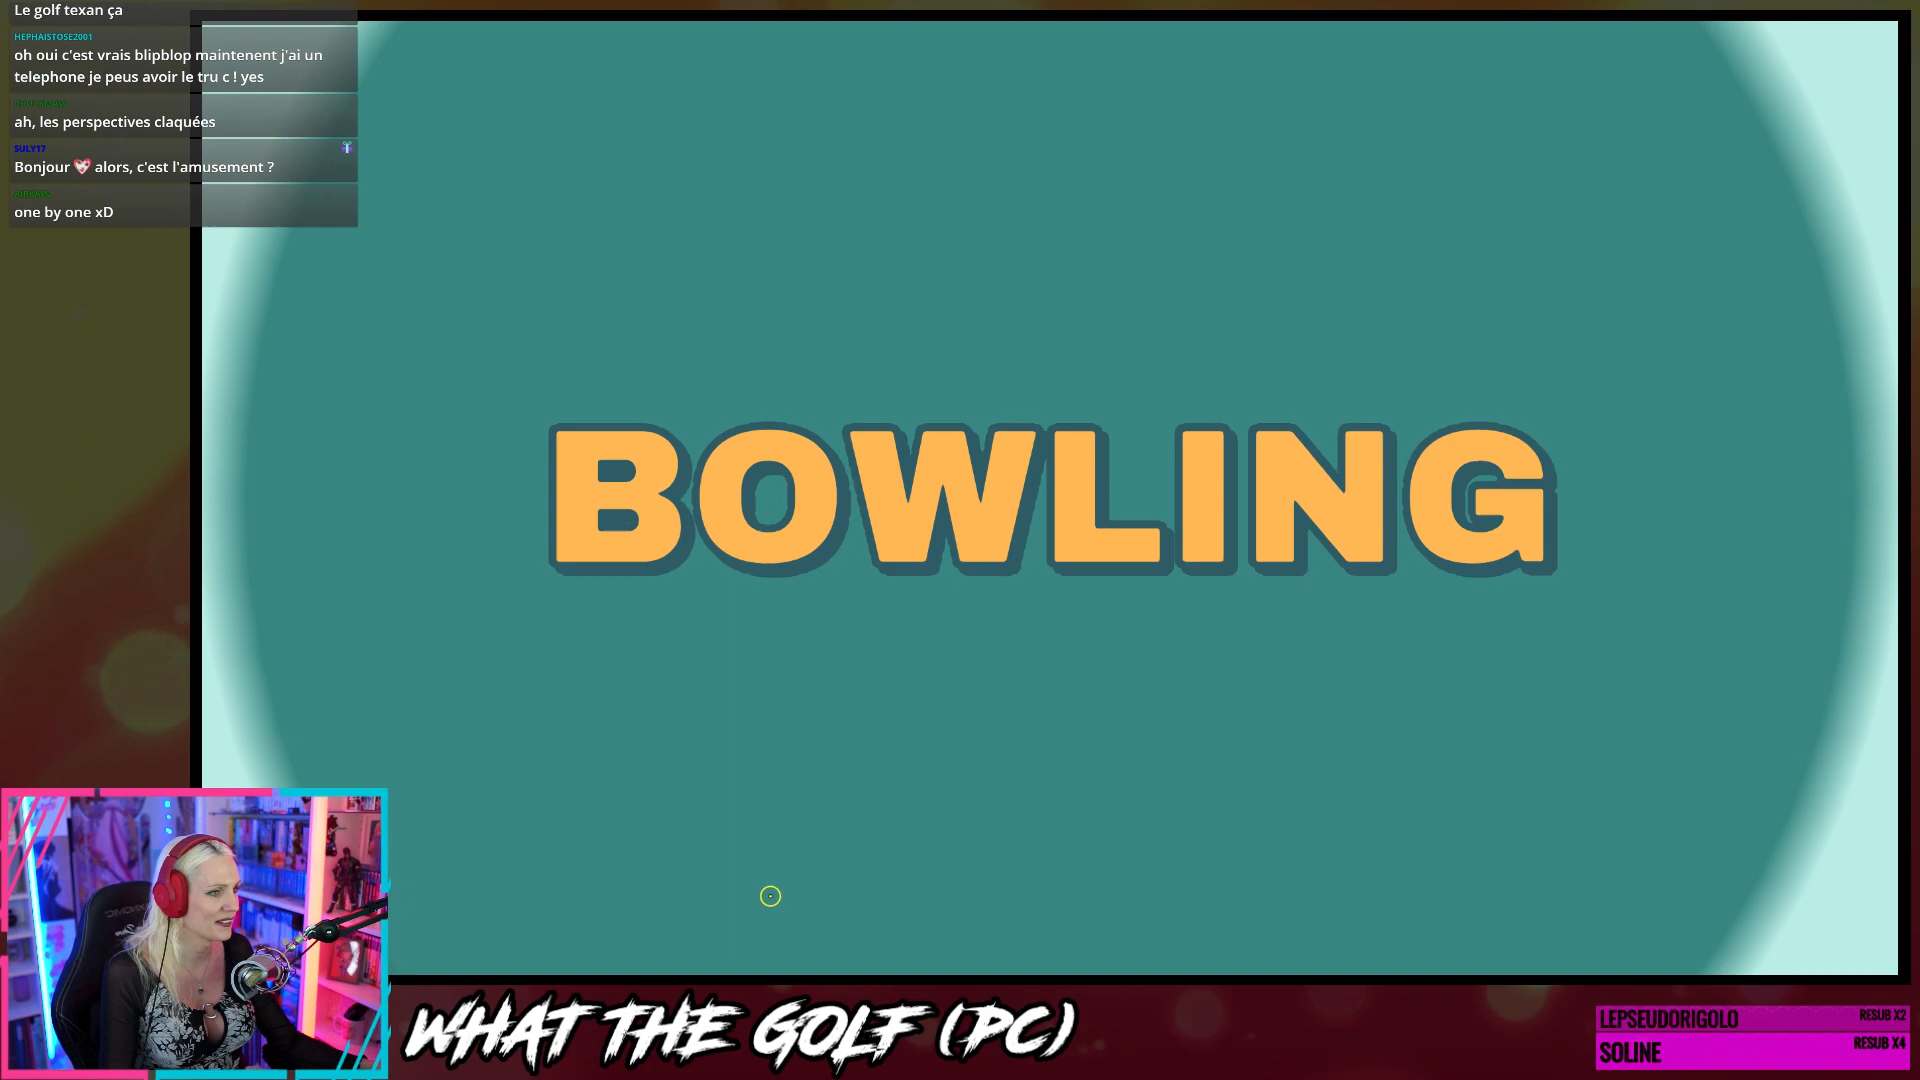 Le golf texan ça
HEPHAISTOSE2001
oh oui c'est vrais blipblop maintenent j'ai un
telephone je peus avoir le tru c ! yes
ah, les perspectives claquées
SULY17
Bonjour alors, c'est l'amusement ?
one by one xD
BOWLING
WHAT THE GOLF (PC)
LEPSEUDORIGOLO RESUB X2
SOLINE RESUB X4